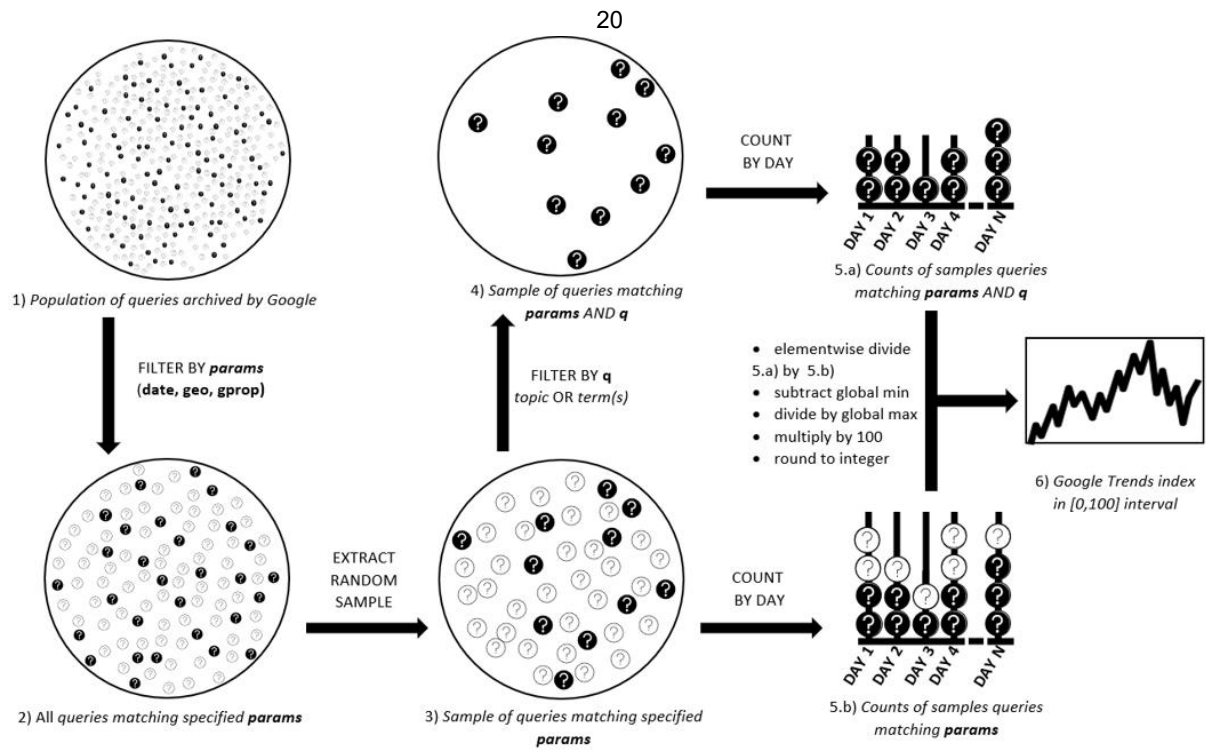 20
1) Population of queries archived by Google
FILTER BY params
(date, geo, gprop)
2) All queries matching specified params
EXTRACT
RANDOM
SAMPLE
3) Sample of queries matching specified
params
FILTER BY q
topic OR term(s)
4) Sample of queries matching
params AND q
COUNT
BY DAY
DAY 1
DAY 2
DAY 3
DAY 4
DAY N
5.a) Counts of samples queries
matching params AND q
COUNT
BY DAY
DAY 1
DAY 2
DAY 3
DAY 4
DAY N
5.b) Counts of samples queries
matching params
• elementwise divide
5.a) by 5.b)
• subtract global min
• divide by global max
• multiply by 100
• round to integer
6) Google Trends index
in [0,100] interval